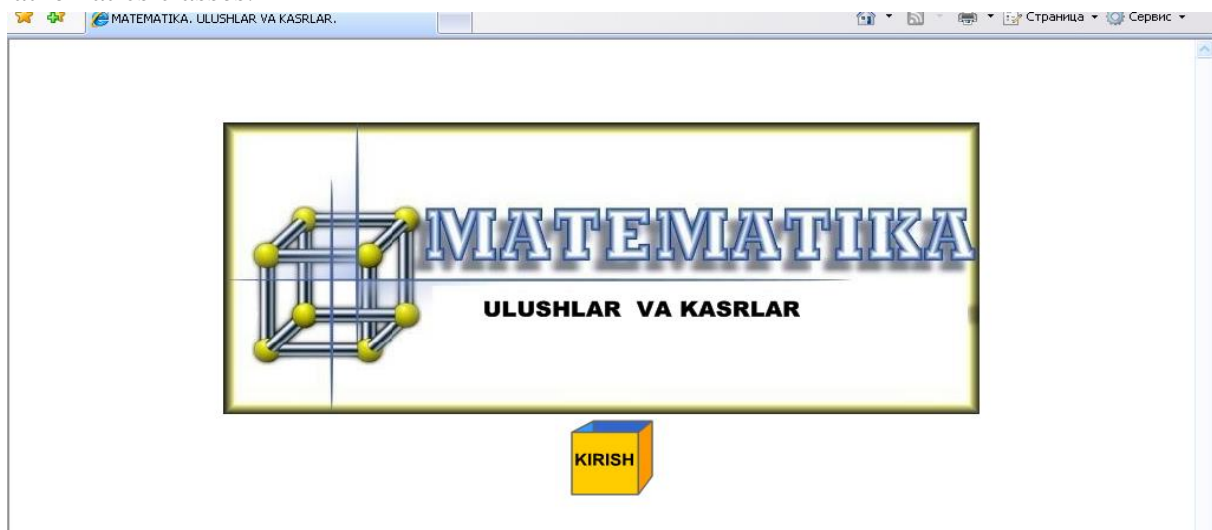 MATEMATIKA. ULUSHLAR VA KASRLAR.
Страница
Сервис
MATEMATIKA
ULUSHLAR VA KASRLAR
KIRISH